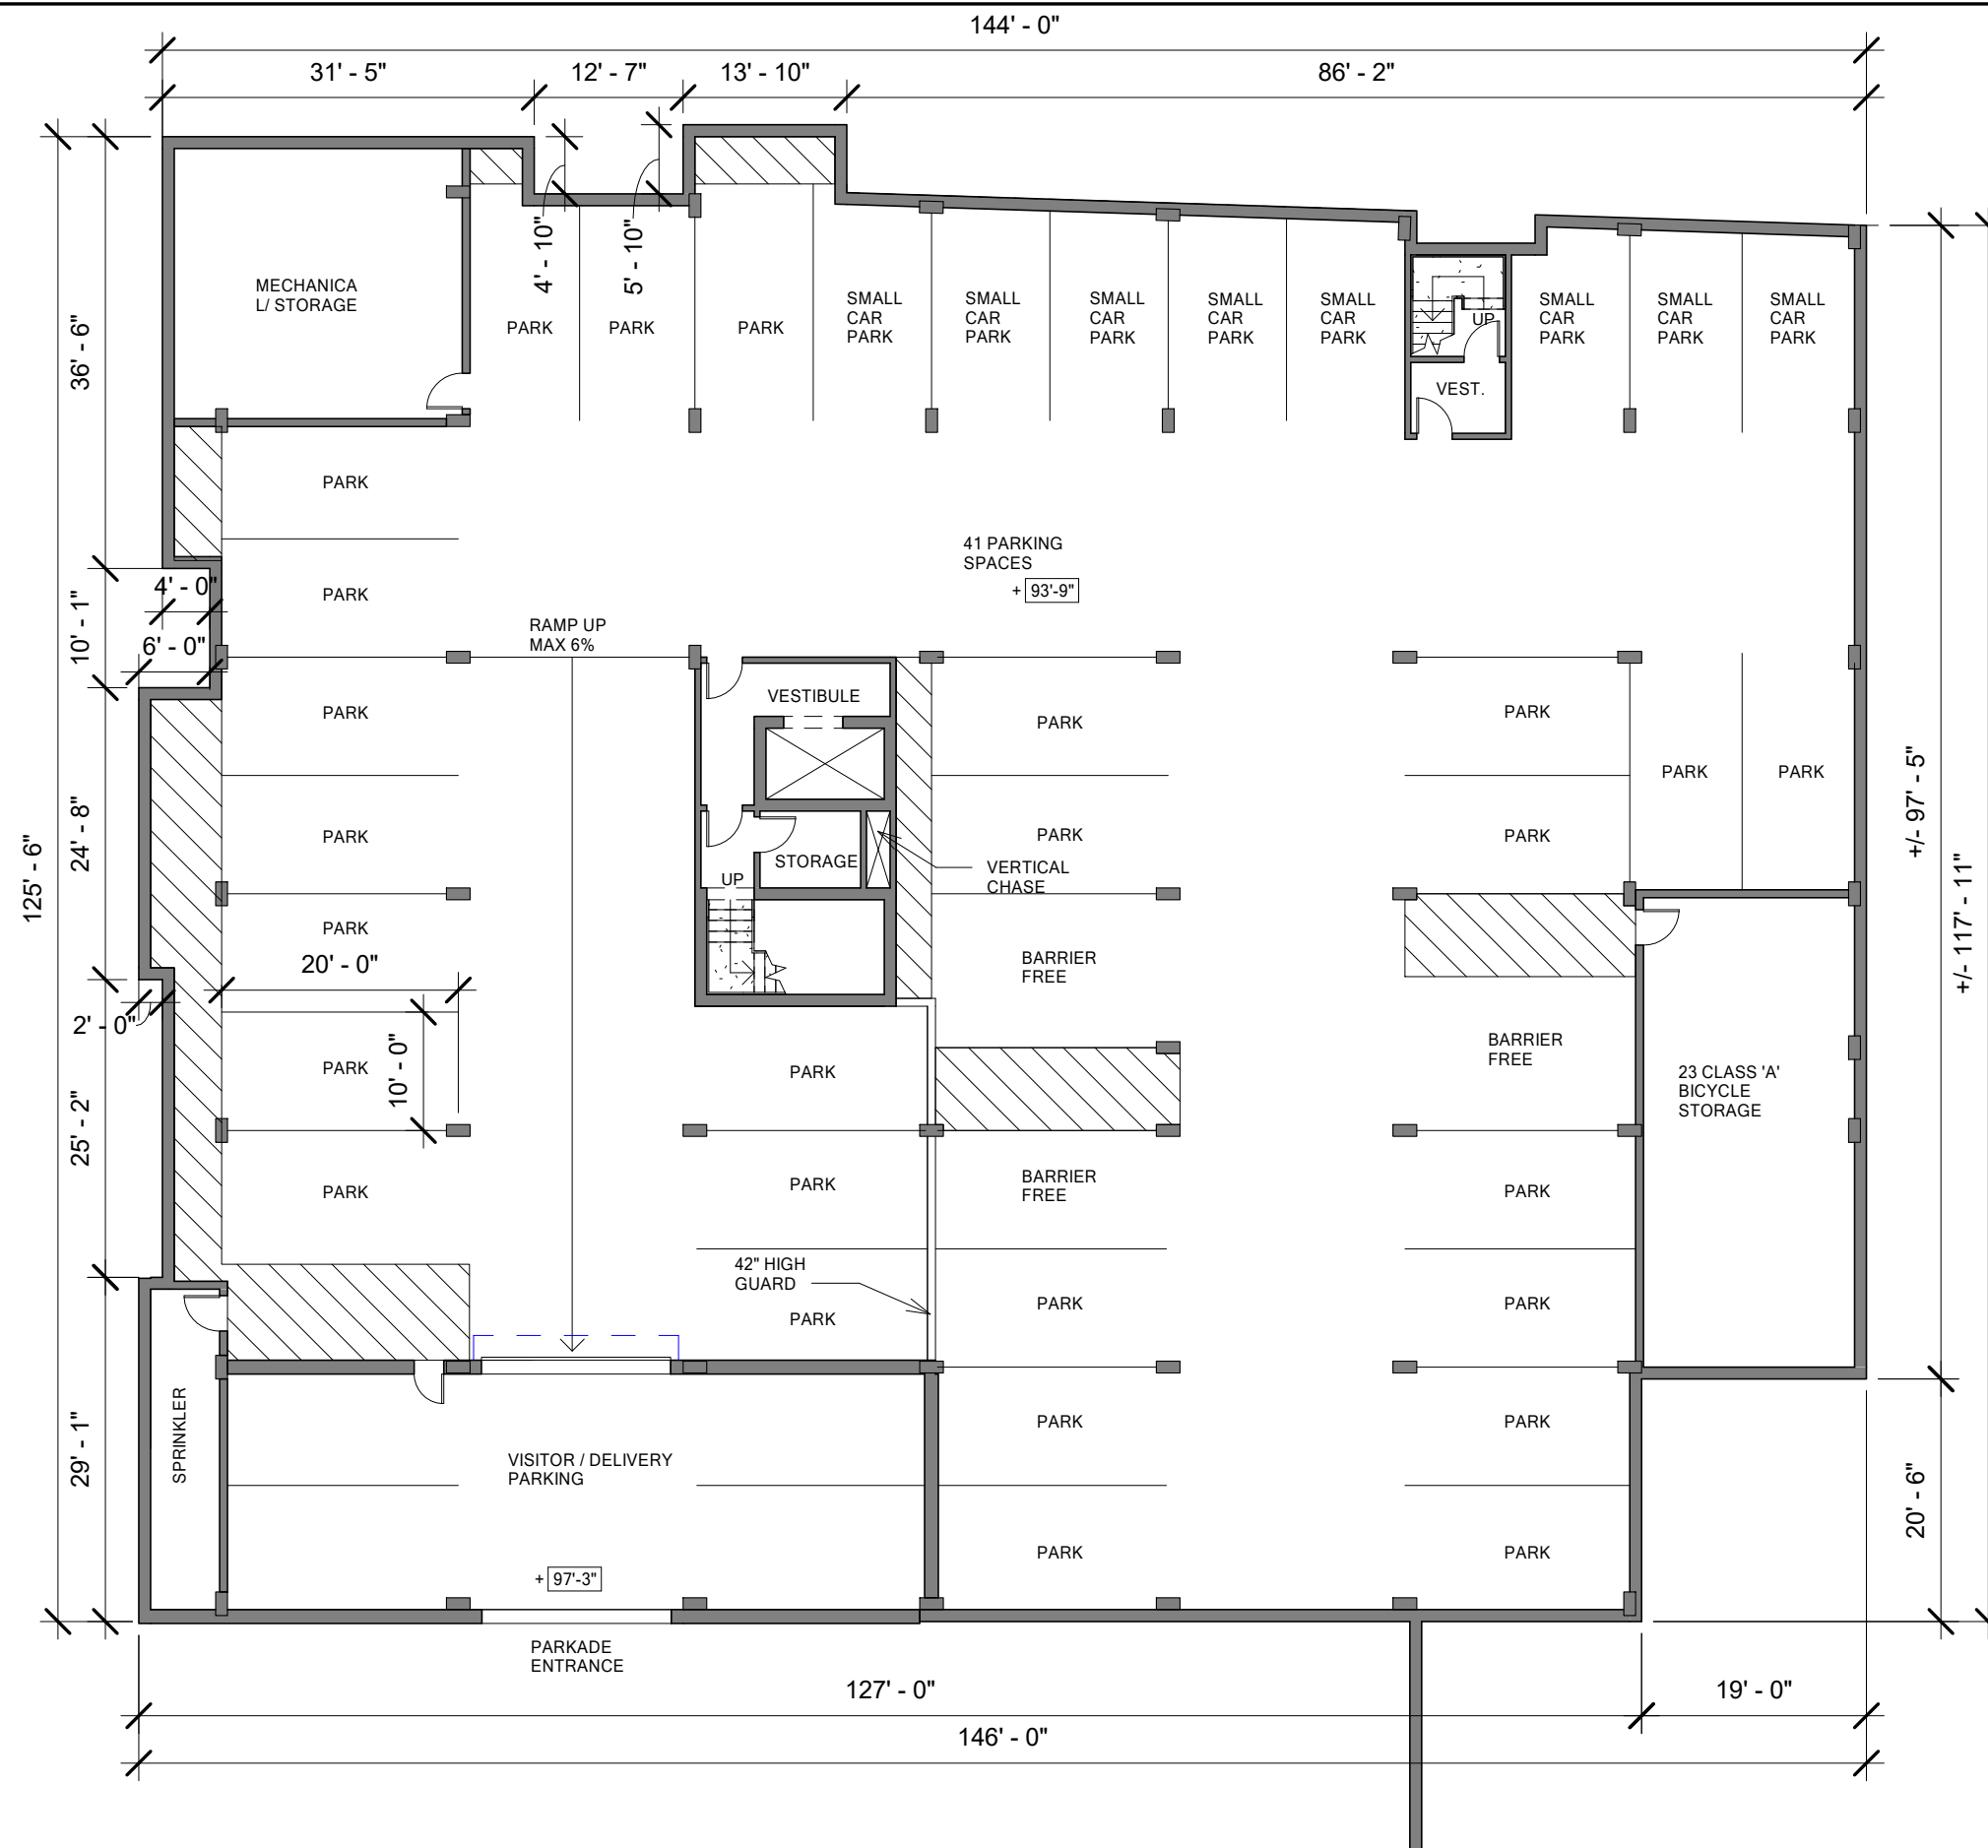 144' - 0"
31' - 5"
12' - 7"
13' - 10"
86' - 2"
4' - 10"
5' - 10"
MECHANICA
L/ STORAGE
PARK
PARK
PARK
SMALL
CAR
PARK
SMALL
CAR
PARK
SMALL
CAR
PARK
SMALL
CAR
PARK
SMALL
CAR
PARK
UP
VEST.
SMALL
CAR
PARK
SMALL
CAR
PARK
SMALL
CAR
PARK
36' - 6"
PARK
41 PARKING
SPACES
+ 93'-9"
4' - 0"
PARK
10' - 1"
6' - 0"
RAMP UP
MAX 6%
VESTIBULE
PARK
PARK
PARK
PARK
PARK
24' - 8"
125' - 6"
PARK
PARK
PARK
STORAGE
VERTICAL
CHASE
UP
+/- 97' - 5"
+/- 117' - 11"
PARK
20' - 0"
BARRIER
FREE
2' - 0"
PARK
10' - 0"
PARK
BARRIER
FREE
23 CLASS 'A'
BICYCLE
STORAGE
25' - 2"
PARK
PARK
BARRIER
FREE
PARK
42" HIGH
GUARD
PARK
PARK
PARK
SPRINKLER
29' - 1"
VISITOR / DELIVERY
PARKING
PARK
PARK
20' - 6"
+ 97'-3"
PARK
PARK
PARKADE
ENTRANCE
127' - 0"
19' - 0"
146' - 0"